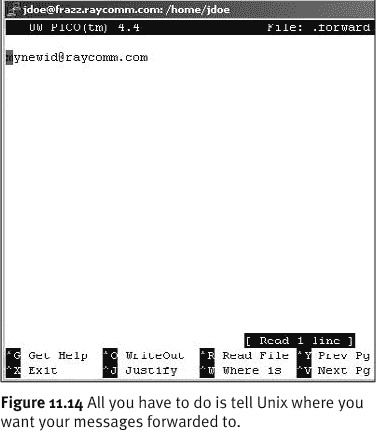 jdoe@frazz.raycomm.com: /home/jdoe
UW PICO(tm) 4.4 File: .forward
mynewid@raycomm.com
[ Read 1 line ]
^G Get Help ^O WriteOut ^R Read File ^Y Prev Pg
^X Exit ^J Justify ^W Where is ^V Next Pg
Figure 11.14 All you have to do is tell Unix where you
want your messages forwarded to.